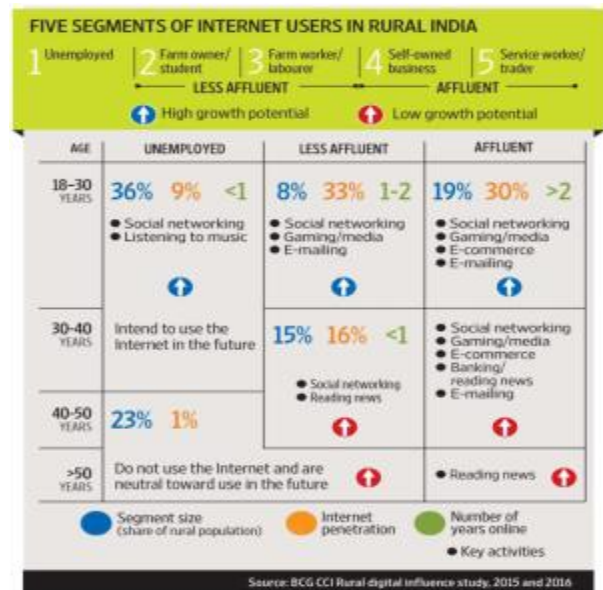 FIVE SEGMENTS OF INTERNET USERS IN RURAL INDIA
1 Unemployed
2 Farm owner/
student
3 Farm worker/
labourer
4 Self-owned
business
5 Service worker/
trader
LESS AFFLUENT
AFFLUENT
High growth potential
Low growth potential
AGE UNEMPLOYED LESS AFFLUENT AFFLUENT
18-30
YEARS
36% 9% <1
● Social networking
● Listening to music
8% 33% 1-2
● Social networking
● Gaming/media
● E-mailing
19% 30% >2
● Social networking
● Gaming/media
● E-commerce
● E-mailing
30-40
YEARS
Intend to use the
Internet in the future
15% 16% <1
● Social networking
● Reading news
● Social networking
● Gaming/media
● E-commerce
● Banking/
reading news
● E-mailing
40-50
YEARS
23% 1%
>50
YEARS
Do not use the Internet and are
neutral toward use in the future
● Reading news
Segment size
(share of rural population)
Internet
penetration
Number of
years online
● Key activities
Source: BCG CCI Rural digital influence study, 2015 and 2016